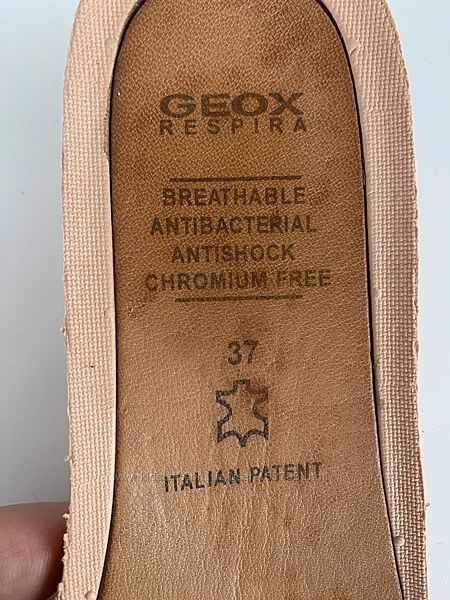 GEOX
RESPIRA
BREATHABLE
ANTIBACTERIAL
ANTISHOCK
CHROMIUM FREE
37
ITALIAN PATENT